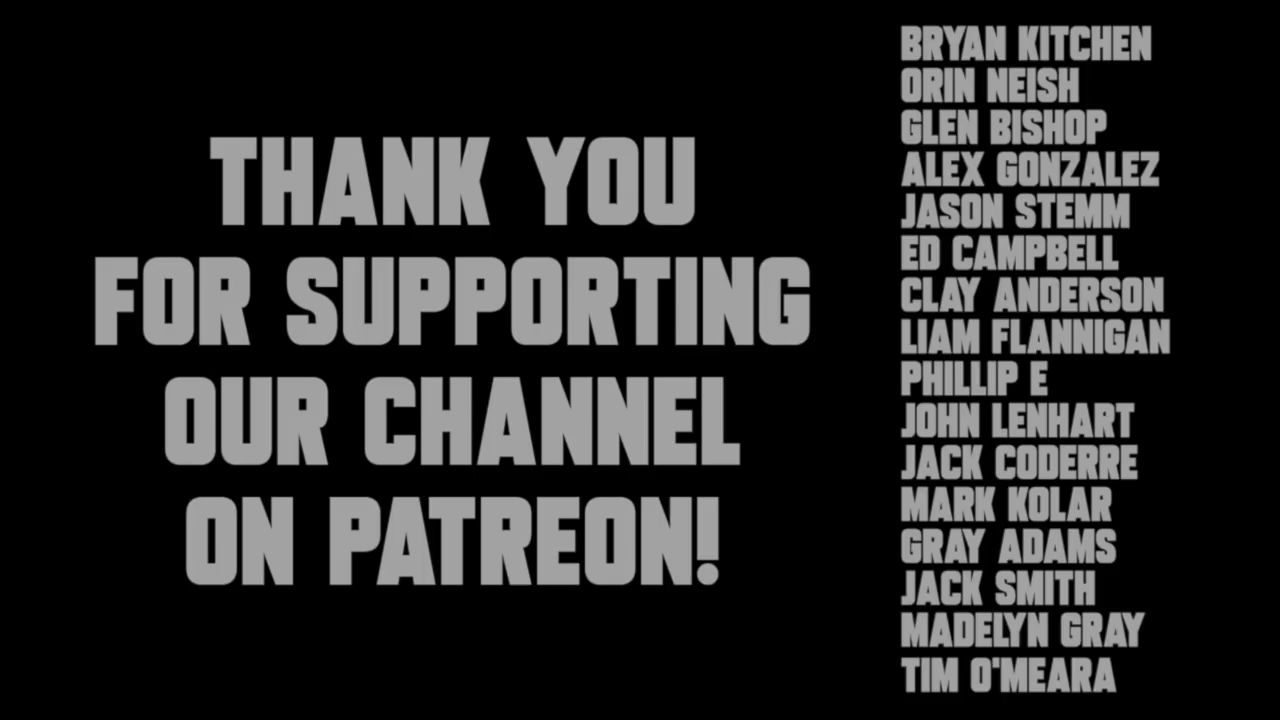 THANK YOU
FOR SUPPORTING
OUR CHANNEL
ON PATREON!
BRYAN KITCHEN
ORIN NEISH
GLEN BISHOP
ALEX GONZALEZ
JASON STEMM
ED CAMPBELL
CLAY ANDERSON
LIAM FLANNIGAN
PHILLIP E
JOHN LENHART
JACK CODERRE
MARK KOLAR
GRAY ADAMS
JACK SMITH
MADELYN GRAY
TIM O'MEARA